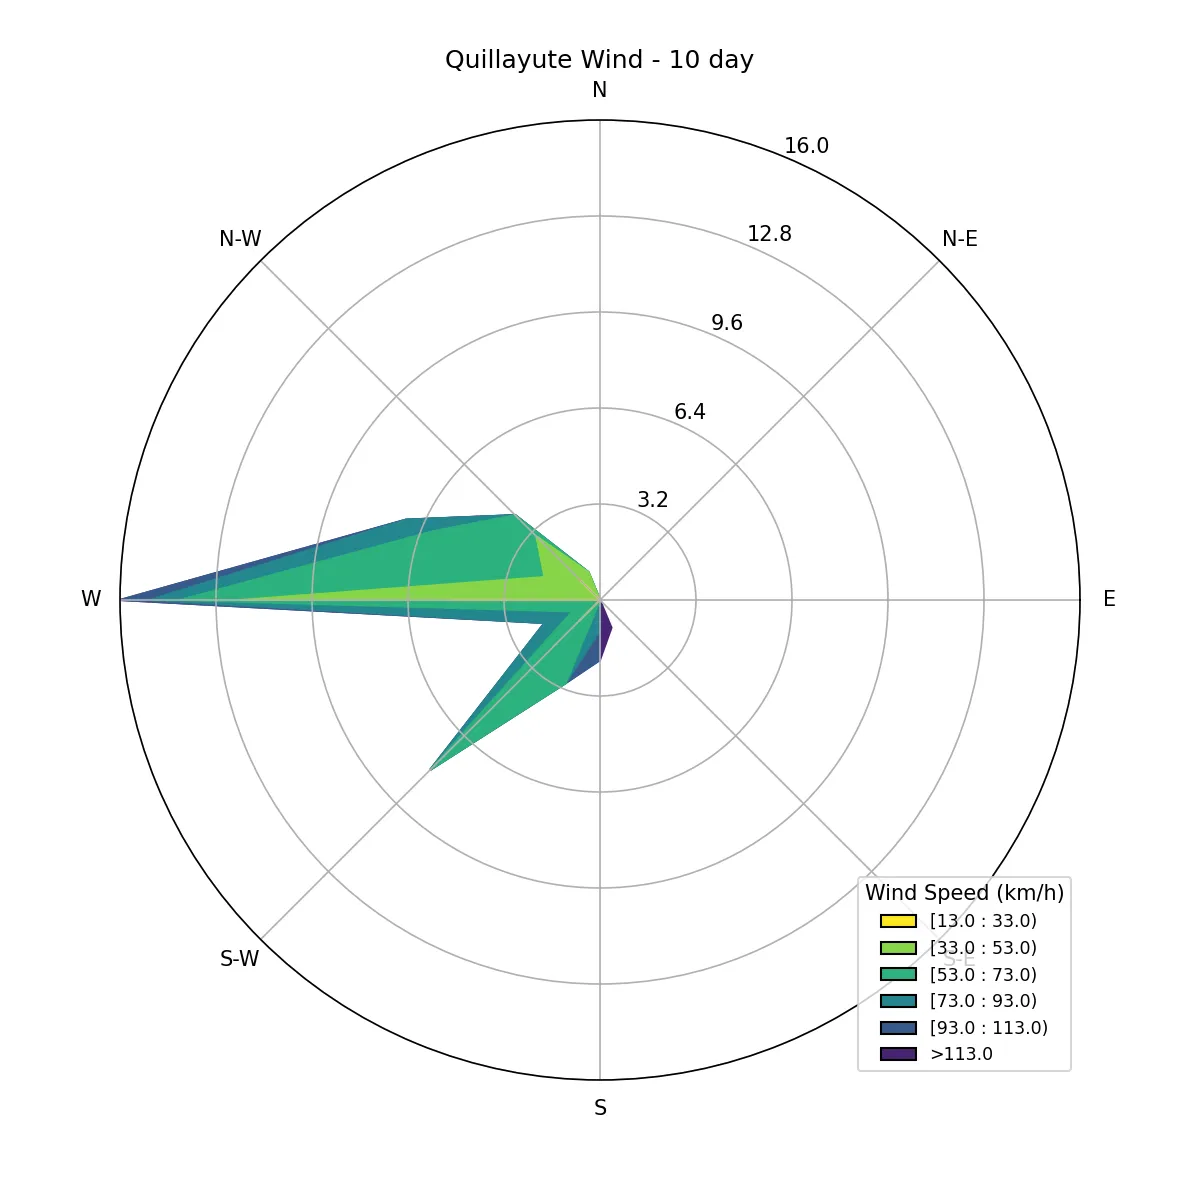 Quillayute Wind - 10 day
N
16.0
N-W
12.8
N-E
9.6
6.4
3.2
W
E
S-W
S-E
S
Wind Speed (km/h)
[13.0 : 33.0)
[33.0 : 53.0)
[53.0 : 73.0)
[73.0 : 93.0)
[93.0 : 113.0)
>113.0